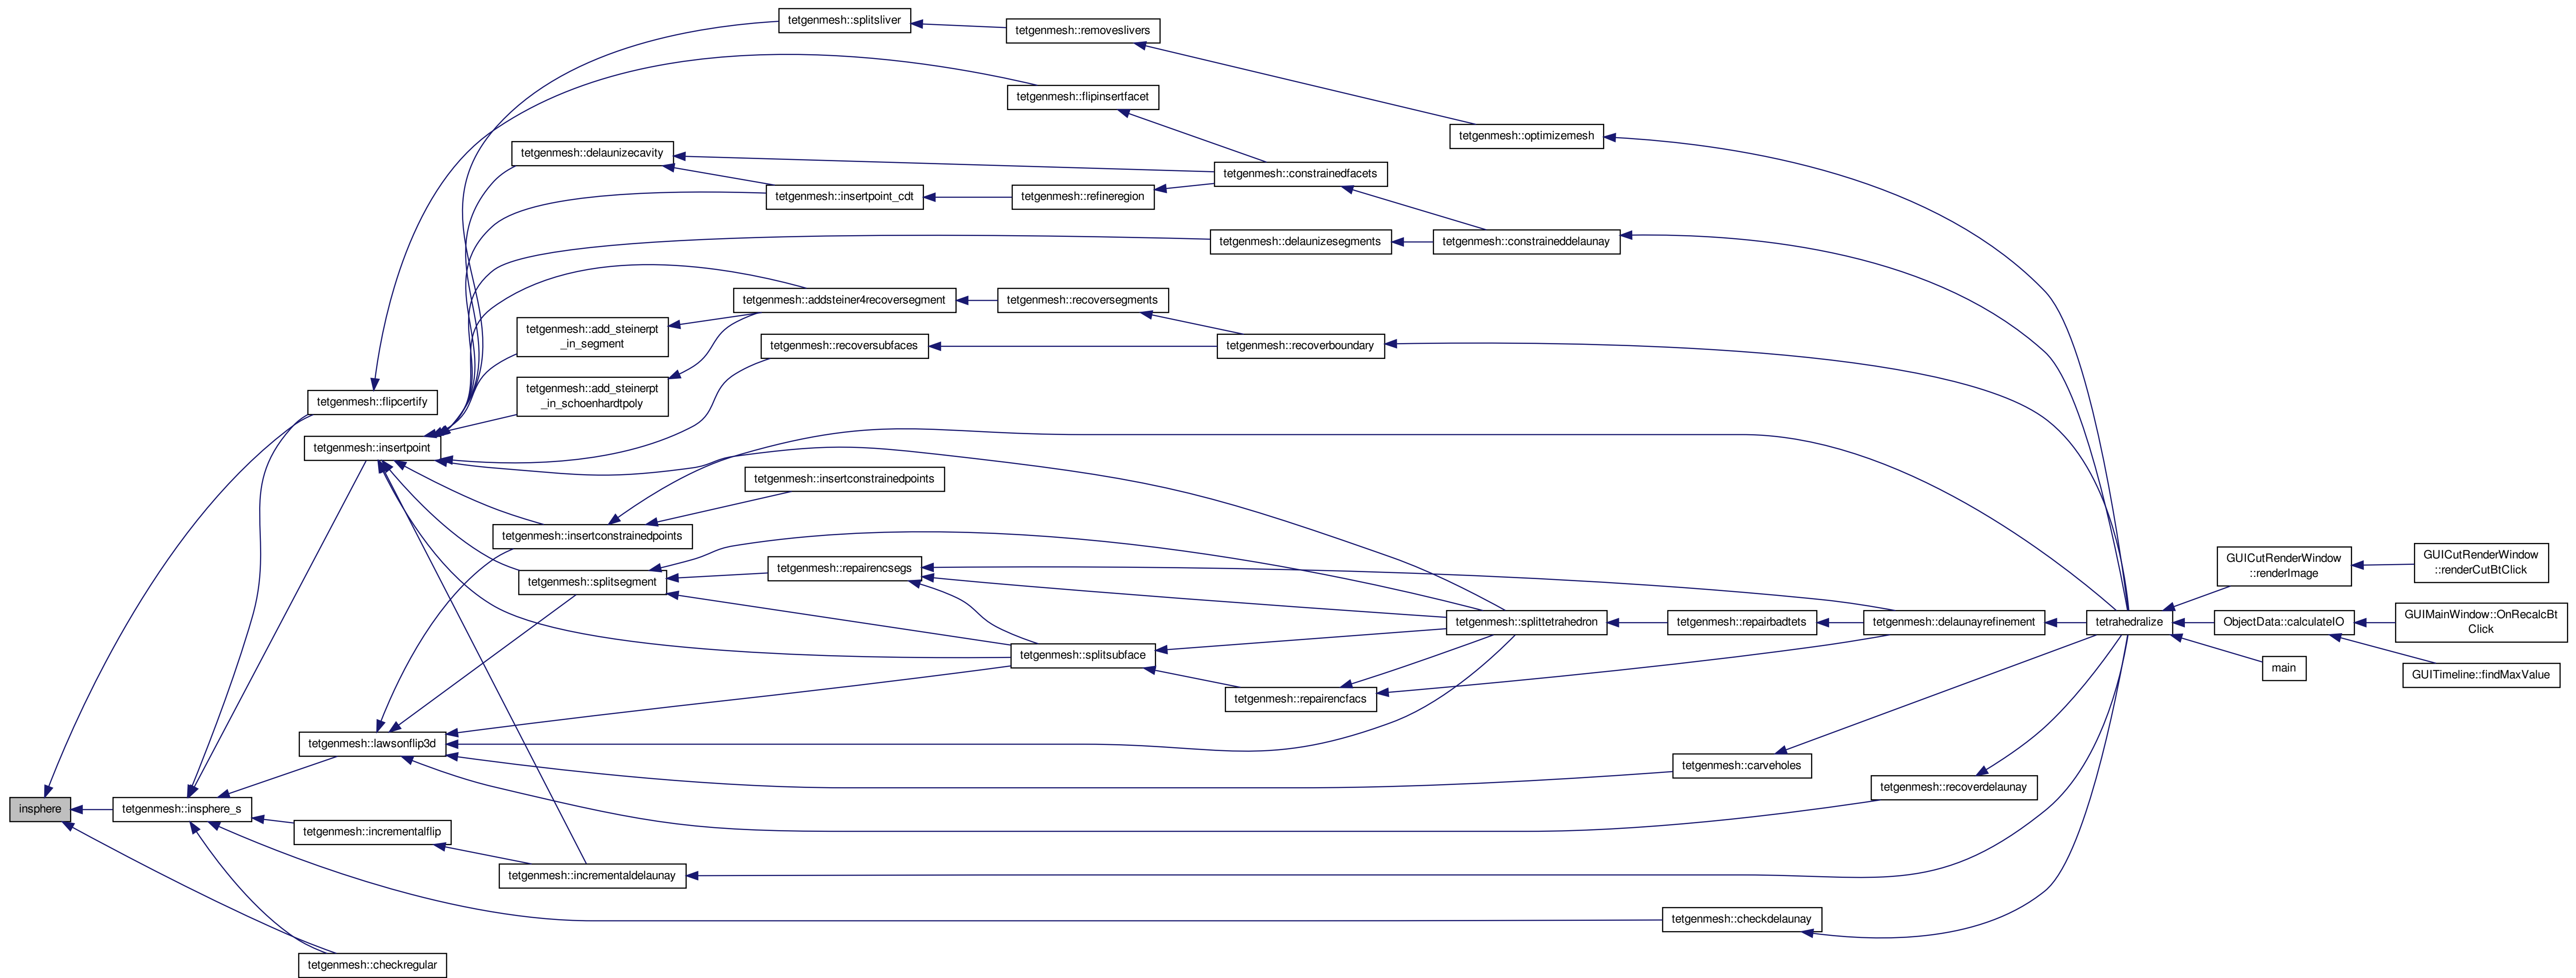 tetgenmesh::splitsliver
tetgenmesh::removeslivers
tetgenmesh::flipinsertfacet
tetgenmesh::optimizemesh
tetgenmesh::delaunizecavity
tetgenmesh::constrainedfacets
tetgenmesh::insertpoint_cdt
tetgenmesh::refineregion
tetgenmesh::delaunizesegments
tetgenmesh::constraineddelaunay
tetgenmesh::addsteiner4recoversegment
tetgenmesh::recoversegments
tetgenmesh::add_steinerpt
_in_segment
tetgenmesh::recoversubfaces
tetgenmesh::recoverboundary
tetgenmesh::add_steinerpt
_in_schoenhardtpoly
tetgenmesh::flipcertify
tetgenmesh::insertpoint
tetgenmesh::insertconstrainedpoints
tetgenmesh::insertconstrainedpoints
tetgenmesh::repairencsegs
tetgenmesh::splitsegment
GUICutRenderWindow
::renderImage
GUICutRenderWindow
::renderCutBtClick
tetgenmesh::splittetrahedron
tetgenmesh::repairbadtets
tetgenmesh::delaunayrefinement
tetrahedralize
ObjectData::calculateIO
GUIMainWindow::OnRecalcBt
Click
tetgenmesh::splitsubface
main
GUITimeline::findMaxValue
tetgenmesh::repairencfacs
tetgenmesh::lawsonflip3d
tetgenmesh::carveholes
tetgenmesh::recoverdelaunay
insphere
tetgenmesh::insphere_s
tetgenmesh::incrementalflip
tetgenmesh::incrementaldelaunay
tetgenmesh::checkdelaunay
tetgenmesh::checkregular